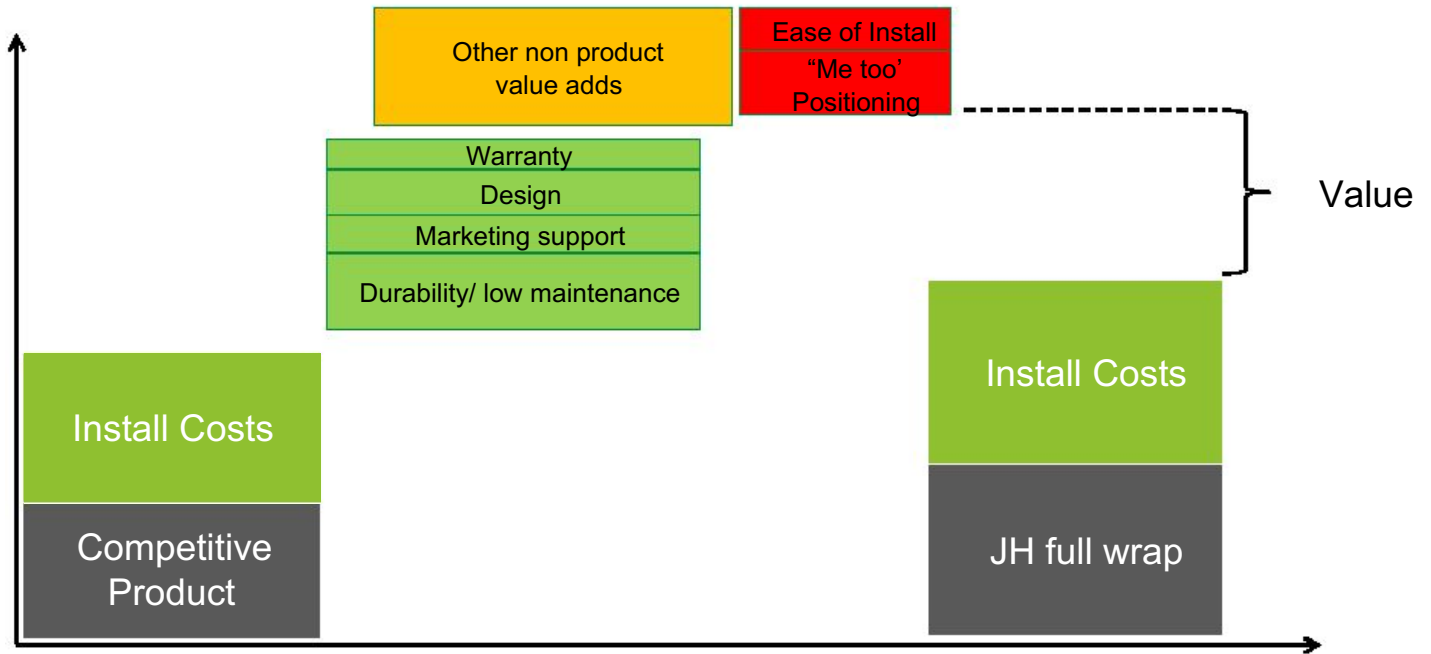 Other non product
value adds
Ease of Install
“Me too’
Positioning
Warranty
Design
Marketing support
Durability/ low maintenance
Value
Install Costs
Competitive
Product
Install Costs
JH full wrap